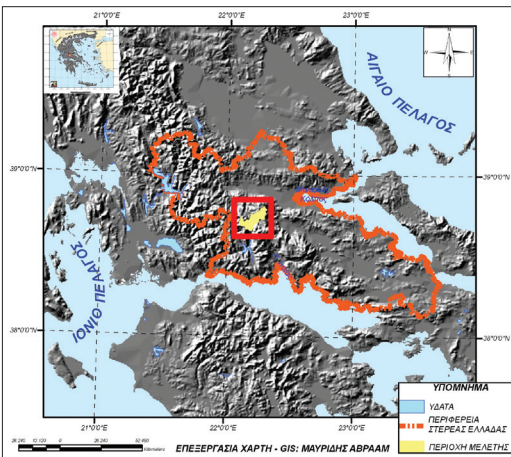 21°0'0"E 22°0'0"E 23°0'0"E
ΑΙΓΑΙΟ ΠΕΛΑΓΟΣ
39°0'0"N 39°0'0"N
ΙΟΝΙΟ ΠΕΛΑΓΟΣ
38°0'0"N 38°0'0"N
ΥΠΟΜΝΗΜΑ
ΥΔΑΤΑ
ΠΕΡΙΦΕΡΕΙΑ
ΣΤΕΡΕΑΣ ΕΛΛΑΔΑΣ
ΠΕΡΙΟΧΗ ΜΕΛΕΤΗΣ
21°0'0"E 22°0'0"E 23°0'0"E
Kilometers
ΕΠΕΞΕΡΓΑΣΙΑ ΧΑΡΤΗ - GIS: ΜΑΥΡΙΔΗΣ ΑΒΡΑΑΜ